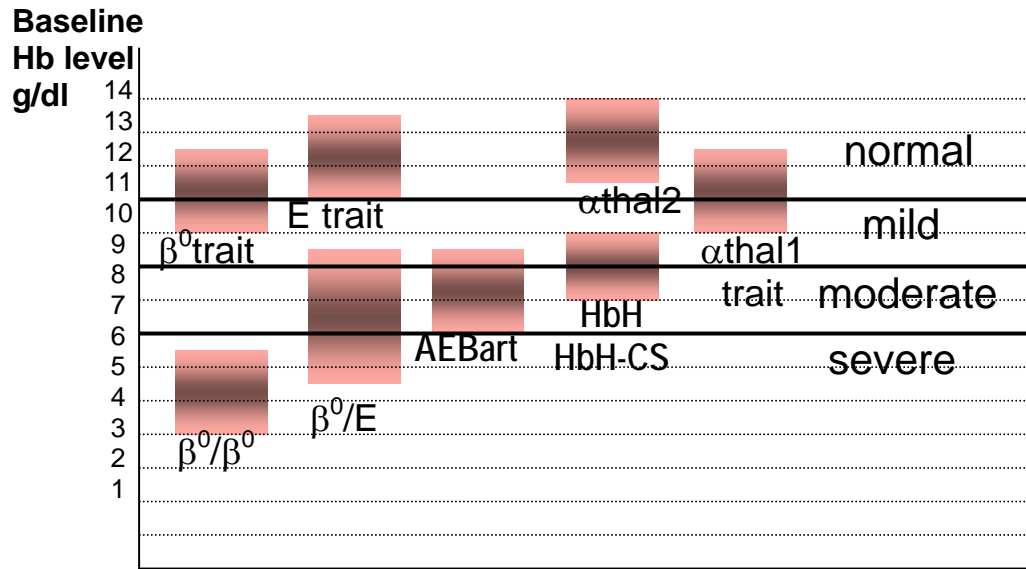 Baseline
Hb level
g/dl
14
13
12
11
10
9
8
7
6
5
4
3
2
1
normal
mild
moderate
severe
β⁰trait
E trait
αthal2
αthal1
trait
HbH
HbH-CS
AEBart
β⁰/E
β⁰/β⁰